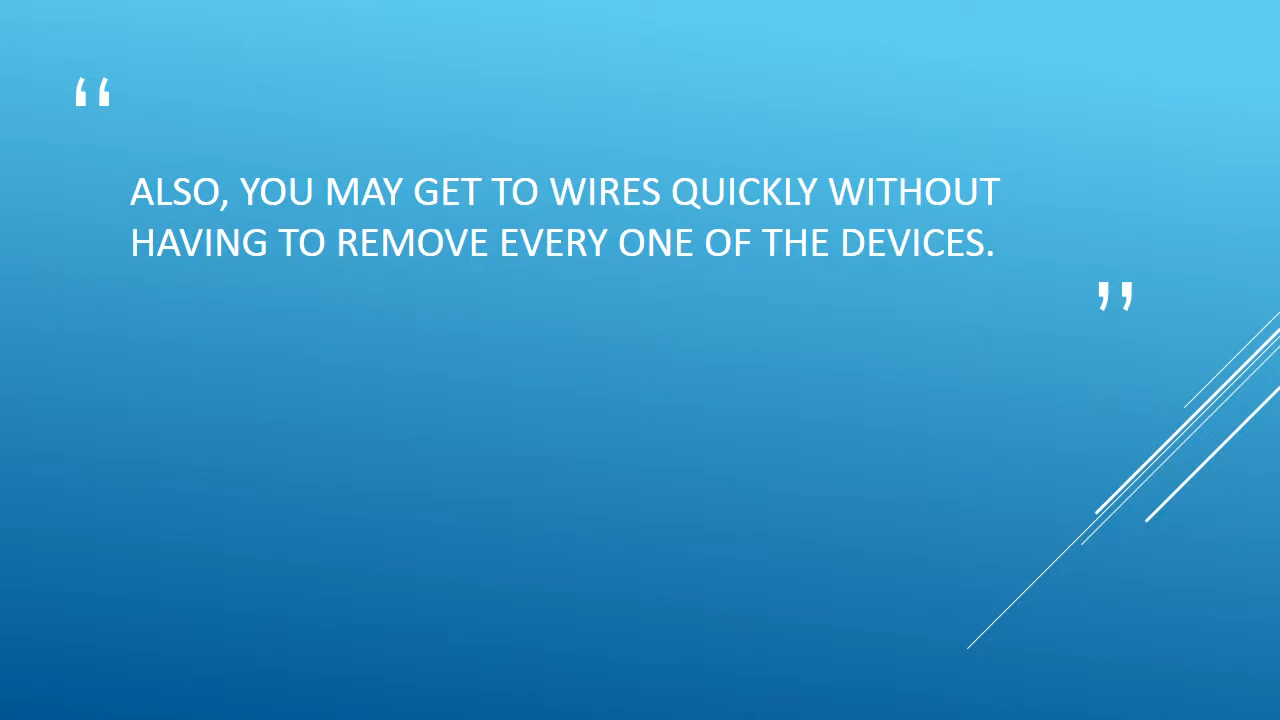 “
ALSO, YOU MAY GET TO WIRES QUICKLY WITHOUT
HAVING TO REMOVE EVERY ONE OF THE DEVICES.
”